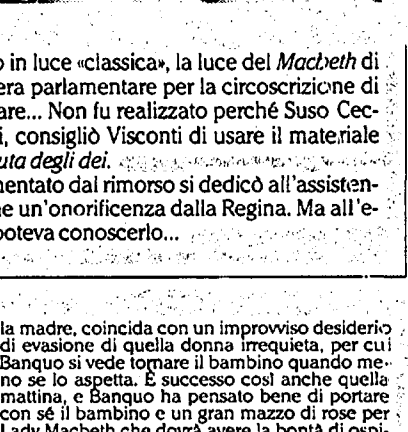 o in luce «classica», la luce del Macbeth di
era parlamentare per la circoscrizione di
are... Non fu realizzato perché Suso Cec-
i, consigliò Visconti di usare il materiale
uta degli dei.
nentato dal rimorso si dedicò all'assisten-
ne un'onorificenza dalla Regina. Ma all'e-
poteva conoscerlo...
la madre, coincida con un improvviso desiderio
di evasione di quella donna irrequieta, per cui
Banquo si vede tornare il bambino quando me-
no se lo aspetta. È successo così anche quella
mattina, e Banquo ha pensato bene di portare
con sé il bambino e un gran mazzo di rose per
Lady Macbeth che dovrà avere la bontà di ospi-